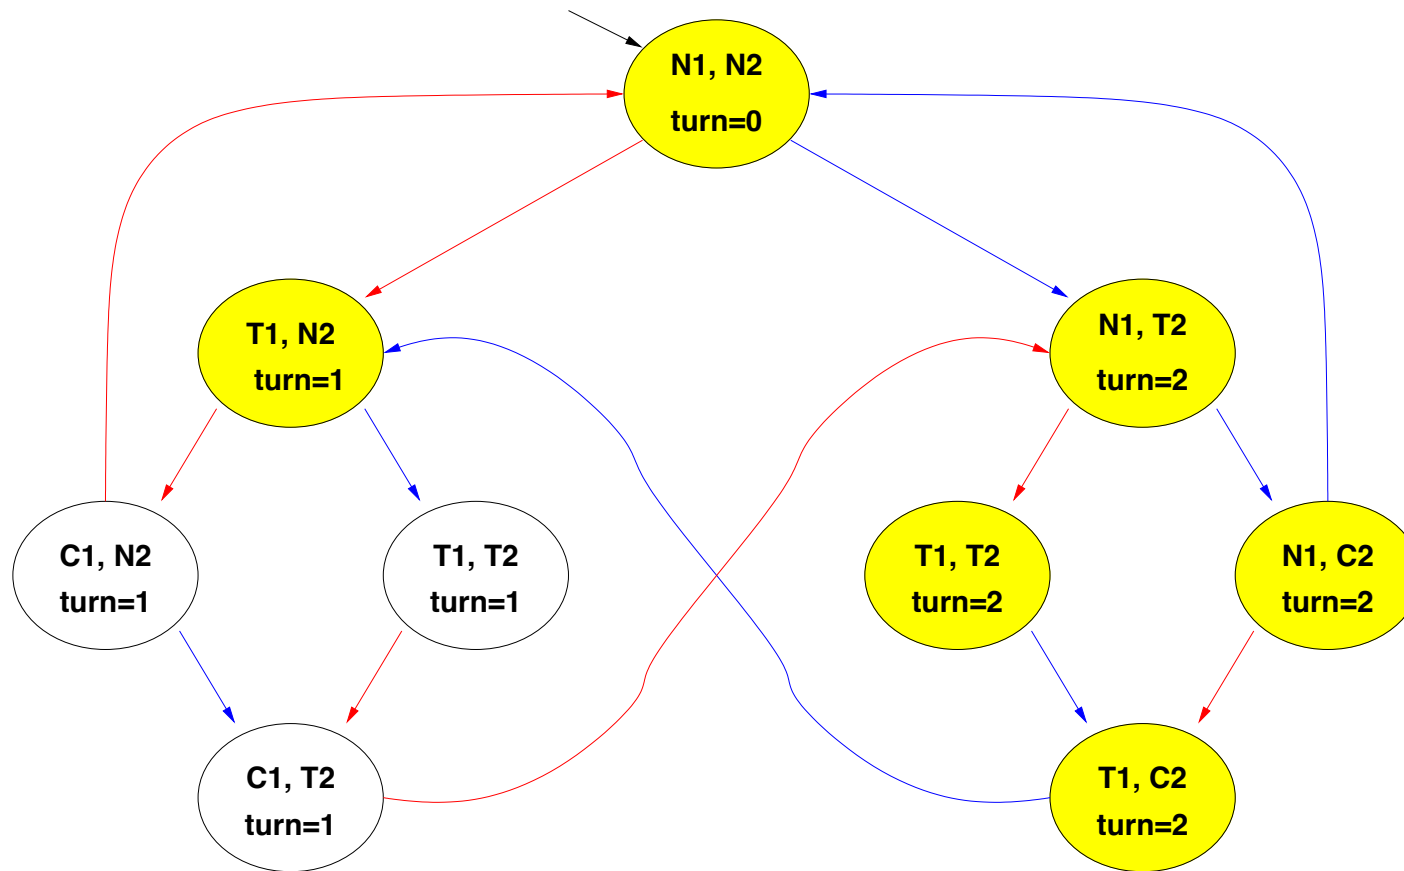 N1, N2
turn=0
T1, N2
turn=1
N1, T2
turn=2
C1, N2
turn=1
T1, T2
turn=1
T1, T2
turn=2
N1, C2
turn=2
C1, T2
turn=1
T1, C2
turn=2